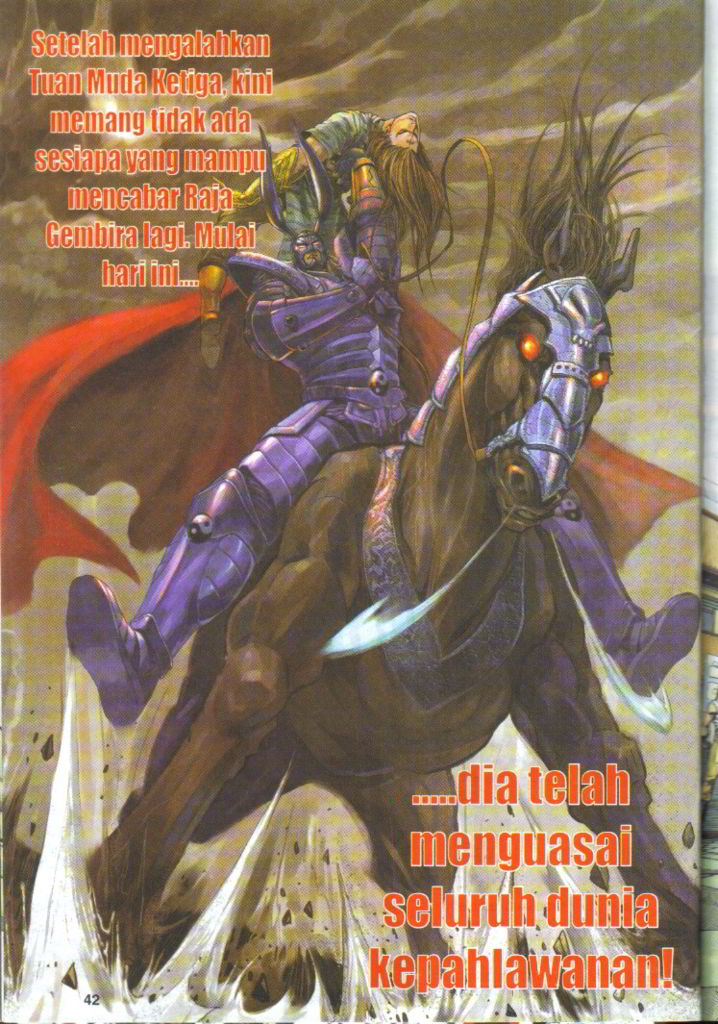 Setelah mengalahkan
Tuan Muda Ketiga, kini
memang tidak ada
sesiapa yang mampu
mencabar Raja
Gembira lagi. Mulai
hari ini....
.....dia telah
menguasai
seluruh dunia
kepahlawanan!
42